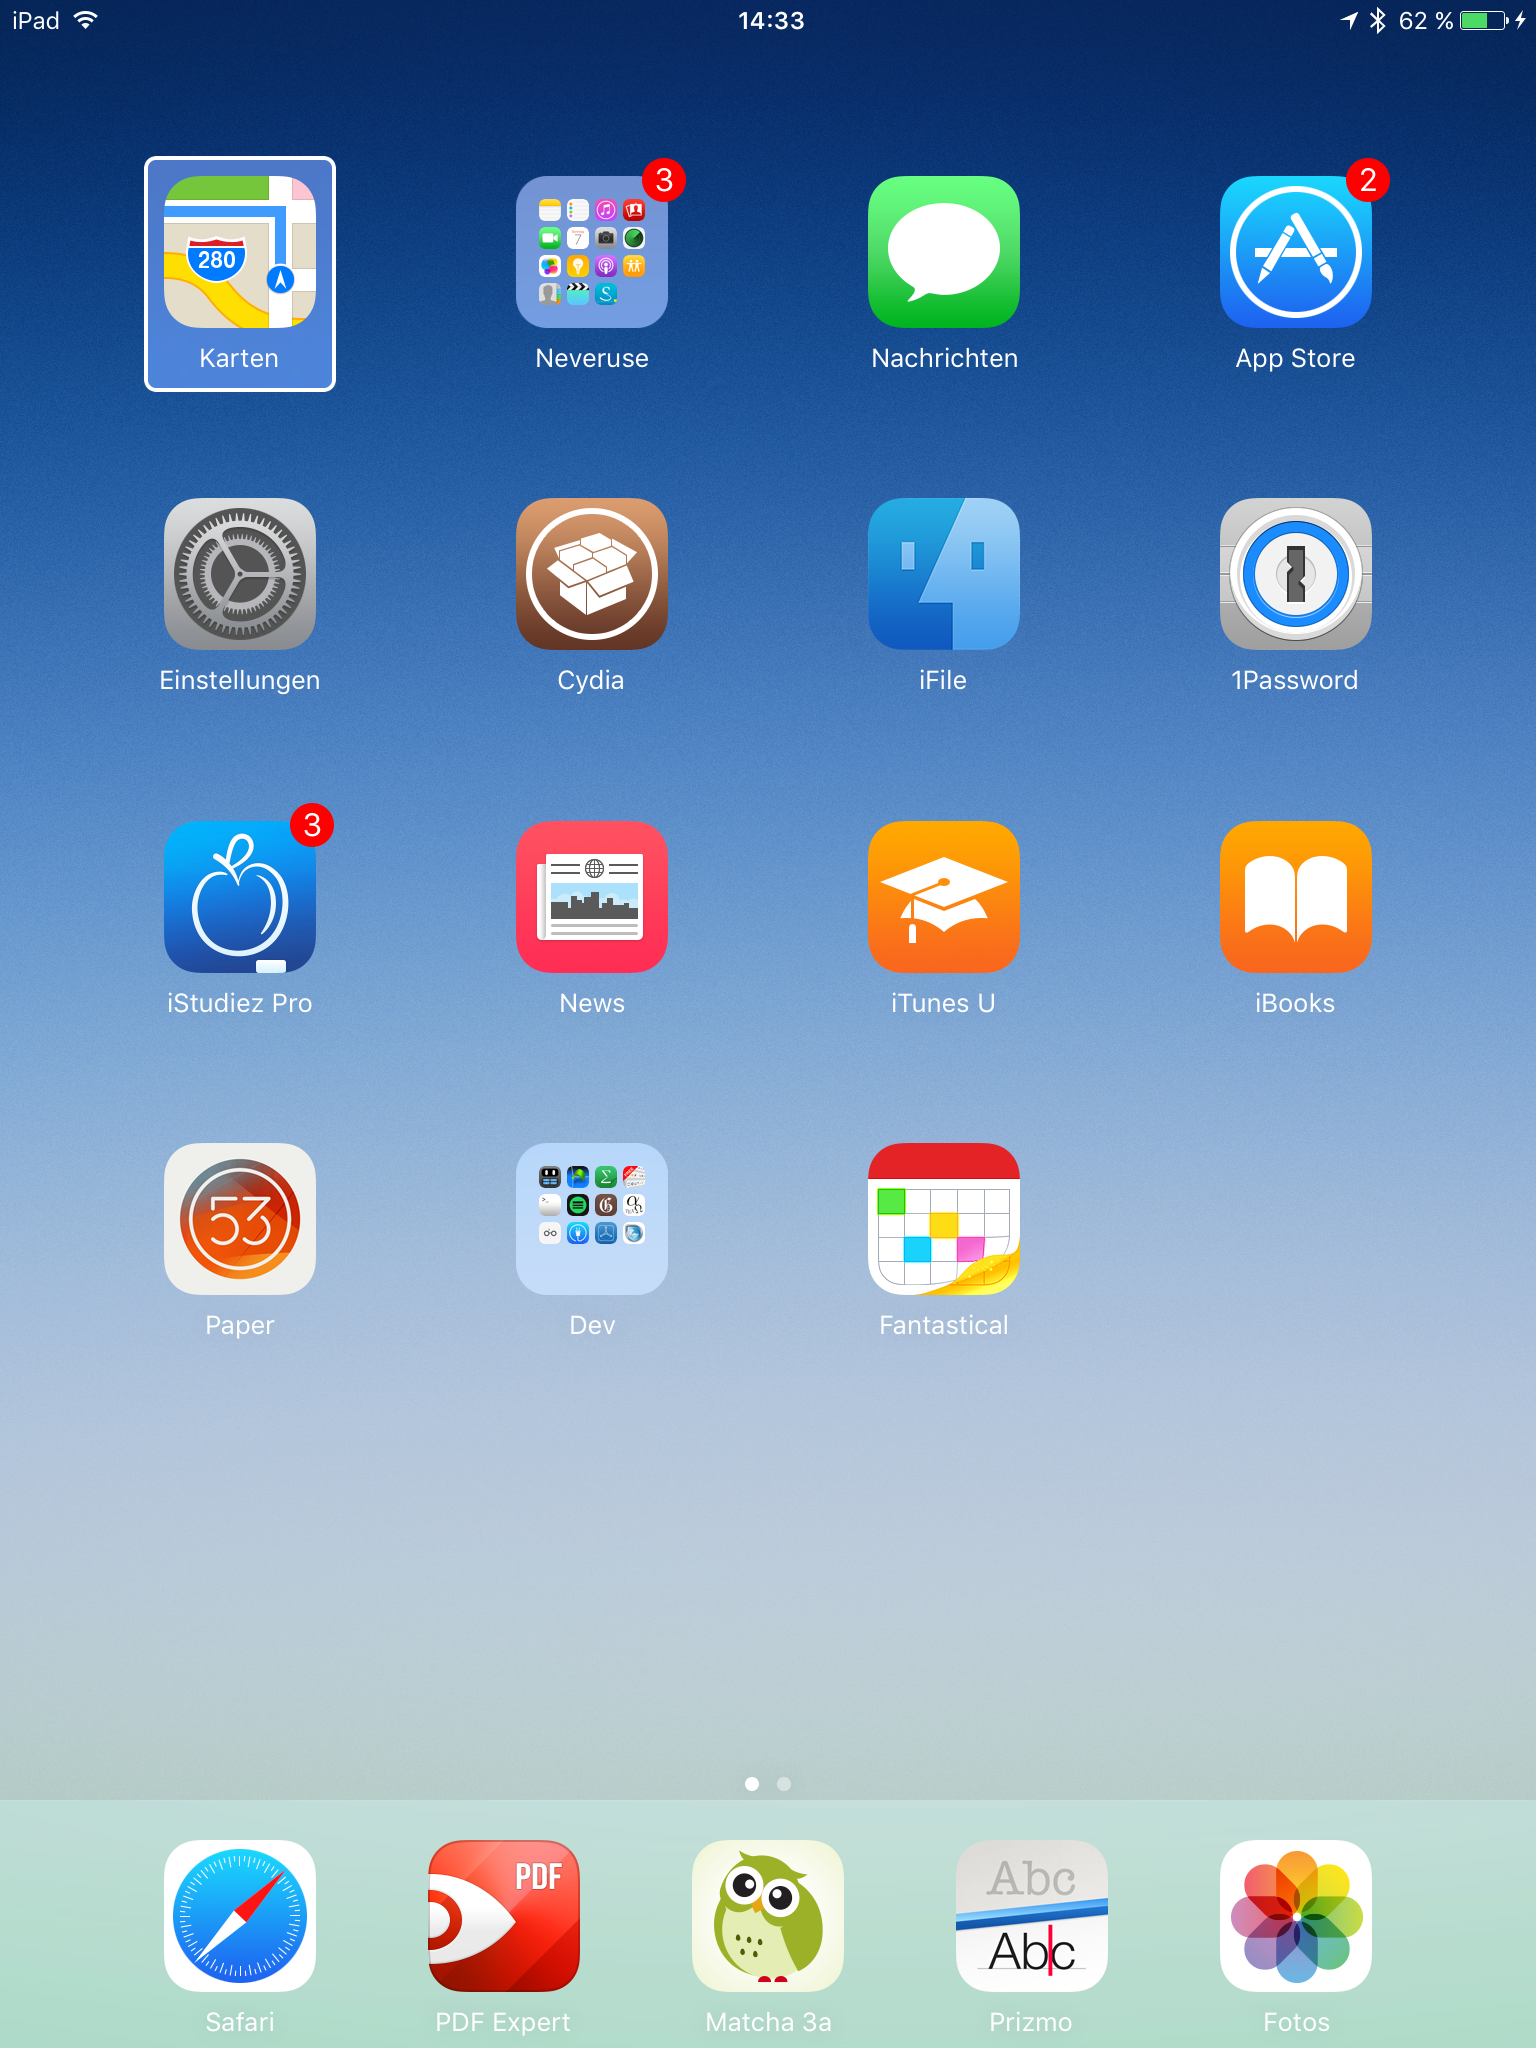 iPad 14:33 62 %
3 2
280
Karten Neveruse Nachrichten App Store
Einstellungen Cydia iFile 1Password
3
iStudiez Pro News iTunes U iBooks
53
Paper Dev Fantastical
PDF Abc
Abc
Safari PDF Expert Matcha 3a Prizmo Fotos